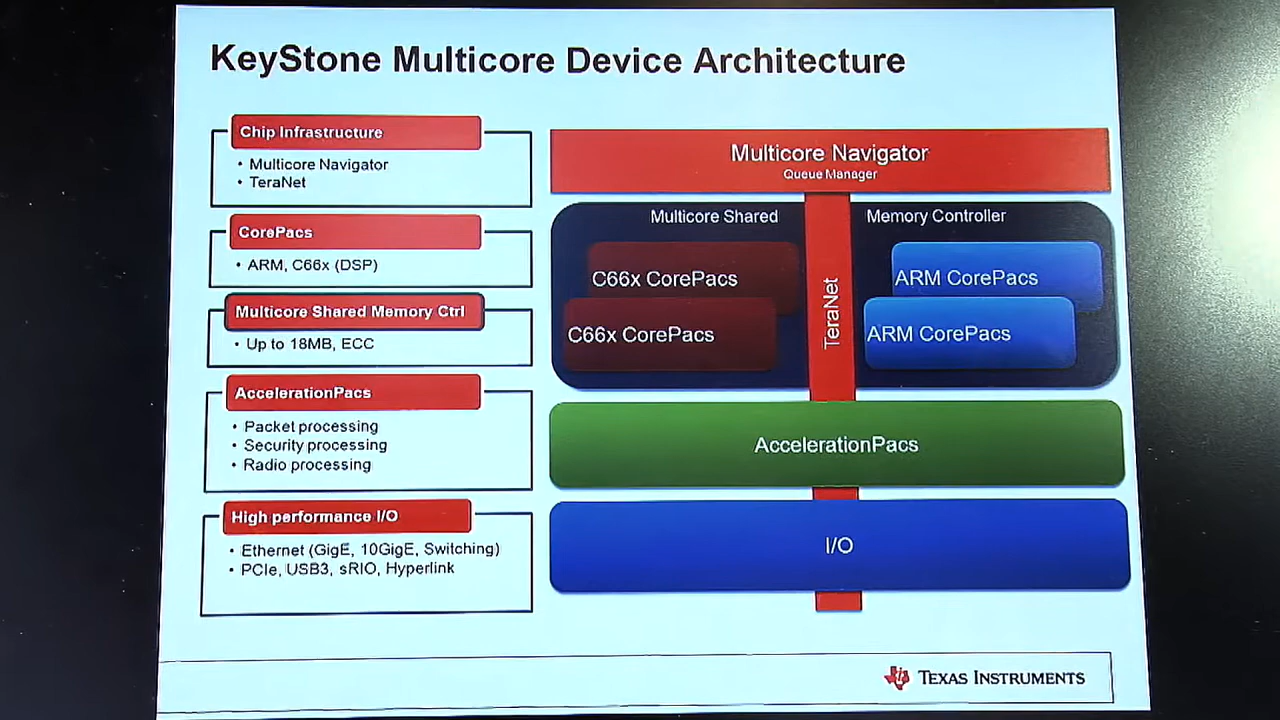 KeyStone Multicore Device Architecture
Chip Infrastructure
• Multicore Navigator
• TeraNet
CorePacs
• ARM, C66x (DSP)
Multicore Shared Memory Ctrl
• Up to 18MB, ECC
AccelerationPacs
• Packet processing
• Security processing
• Radio processing
High performance I/O
• Ethernet (GigE, 10GigE, Switching)
• PCIe, USB3, sRIO, Hyperlink
Multicore Navigator
Queue Manager
Multicore Shared Memory Controller
C66x CorePacs
C66x CorePacs
TeraNet
ARM CorePacs
ARM CorePacs
AccelerationPacs
I/O
TEXAS INSTRUMENTS